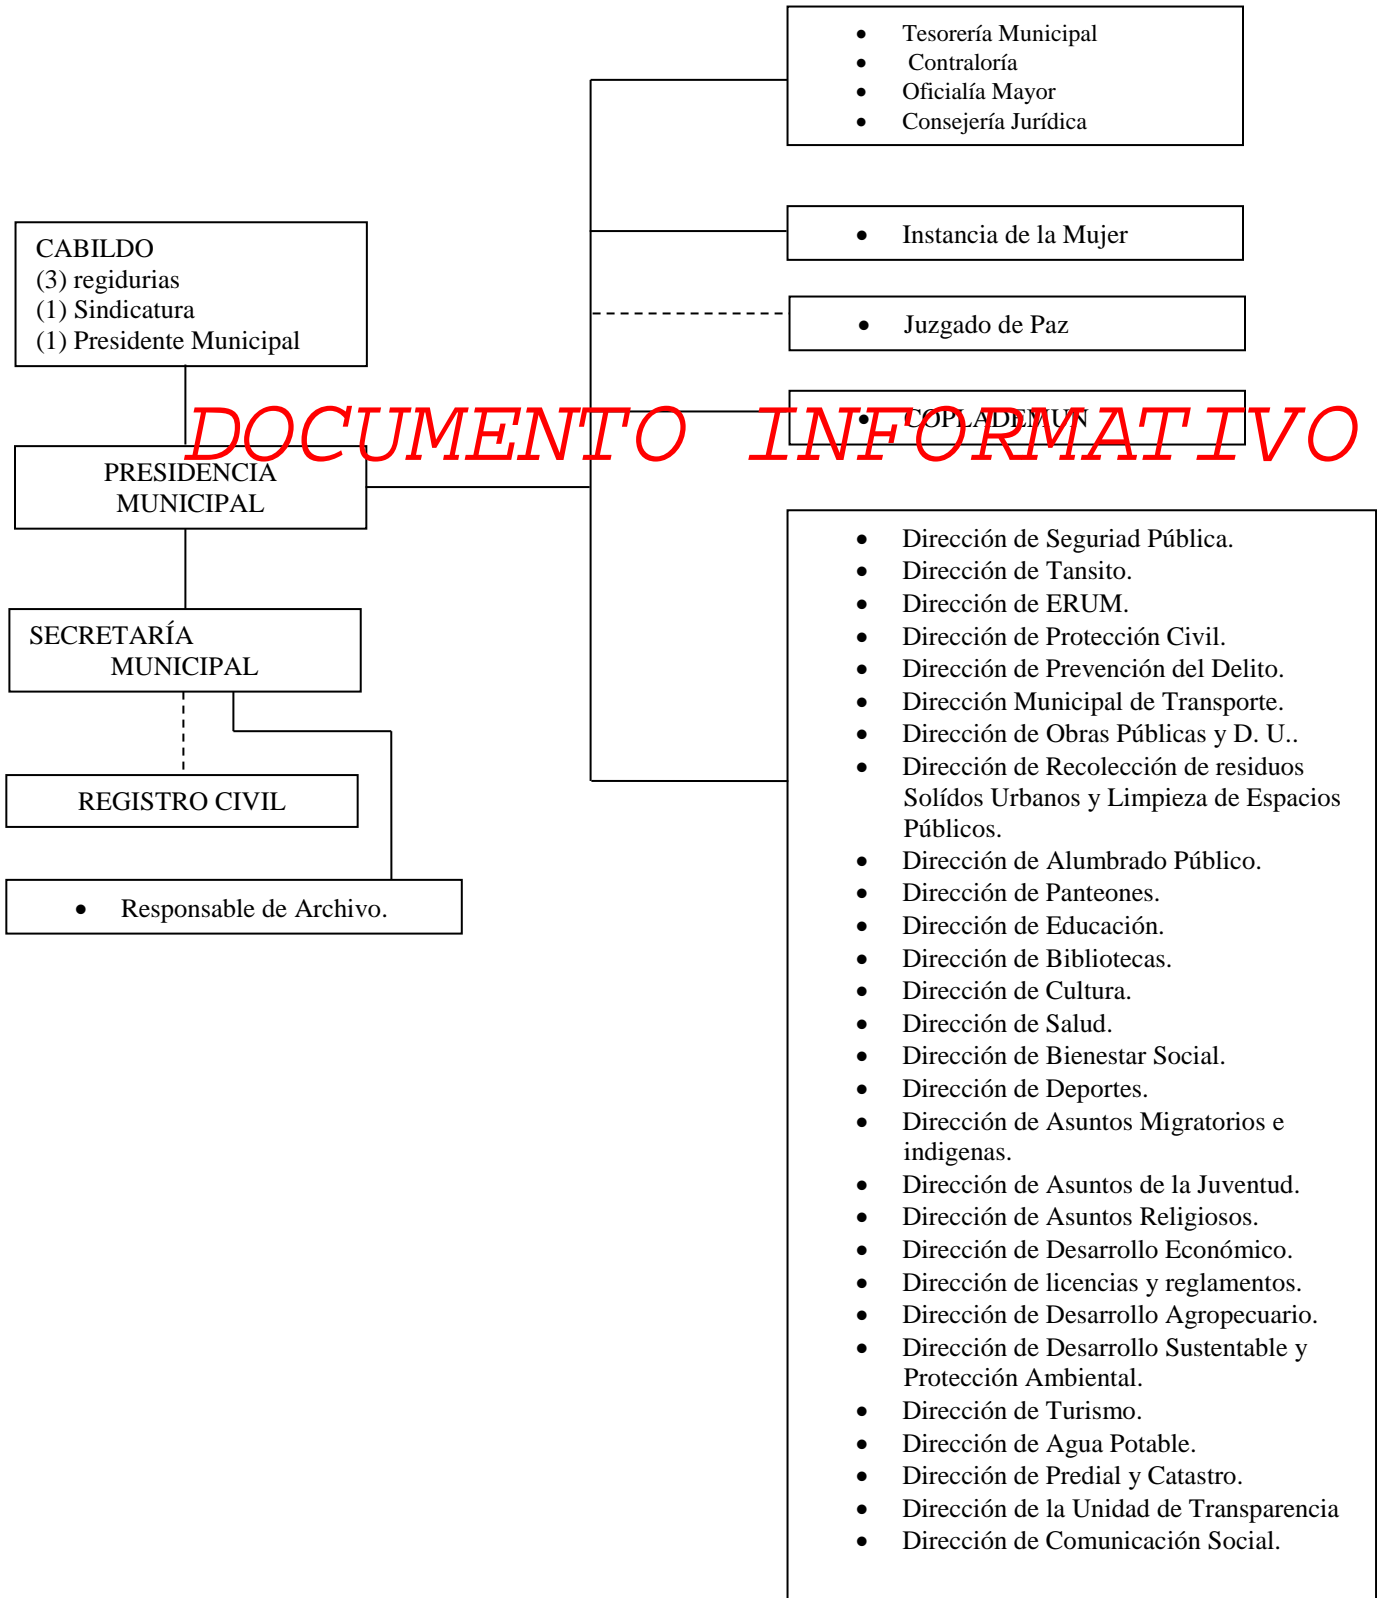 • Tesorería Municipal
• Contraloría
• Oficialía Mayor
• Consejería Jurídica
• Instancia de la Mujer
• Juzgado de Paz
• COPLADEMUN
CABILDO
(3) regidurias
(1) Sindicatura
(1) Presidente Municipal
DOCUMENTO INFORMATIVO
PRESIDENCIA
MUNICIPAL
SECRETARÍA
MUNICIPAL
REGISTRO CIVIL
• Responsable de Archivo.
• Dirección de Seguriad Pública.
• Dirección de Tansito.
• Dirección de ERUM.
• Dirección de Protección Civil.
• Dirección de Prevención del Delito.
• Dirección Municipal de Transporte.
• Dirección de Obras Públicas y D. U..
• Dirección de Recolección de residuos
Solídos Urbanos y Limpieza de Espacios
Públicos.
• Dirección de Alumbrado Público.
• Dirección de Panteones.
• Dirección de Educación.
• Dirección de Bibliotecas.
• Dirección de Cultura.
• Dirección de Salud.
• Dirección de Bienestar Social.
• Dirección de Deportes.
• Dirección de Asuntos Migratorios e
indigenas.
• Dirección de Asuntos de la Juventud.
• Dirección de Asuntos Religiosos.
• Dirección de Desarrollo Económico.
• Dirección de licencias y reglamentos.
• Dirección de Desarrollo Agropecuario.
• Dirección de Desarrollo Sustentable y
Protección Ambiental.
• Dirección de Turismo.
• Dirección de Agua Potable.
• Dirección de Predial y Catastro.
• Dirección de la Unidad de Transparencia
• Dirección de Comunicación Social.